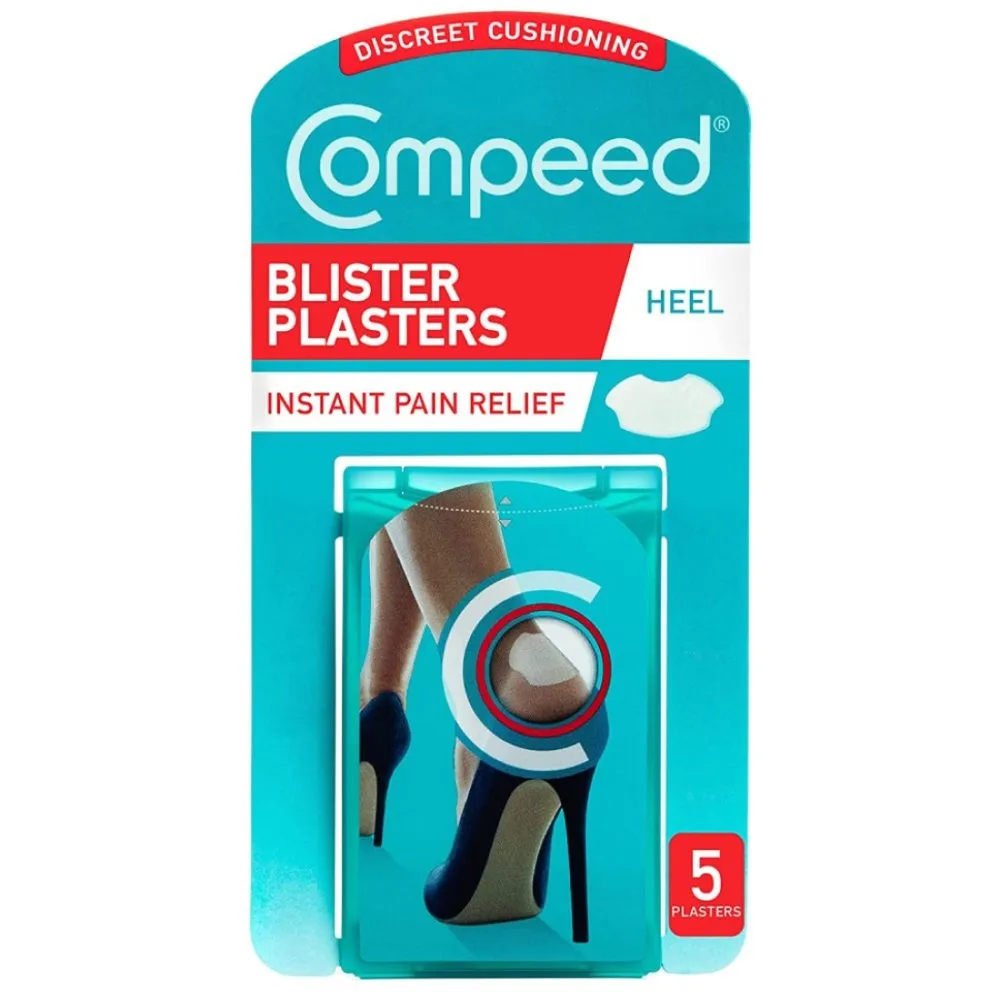 DISCREET CUSHIONING
Compeed®
BLISTER
PLASTERS
HEEL
INSTANT PAIN RELIEF
5
PLASTERS